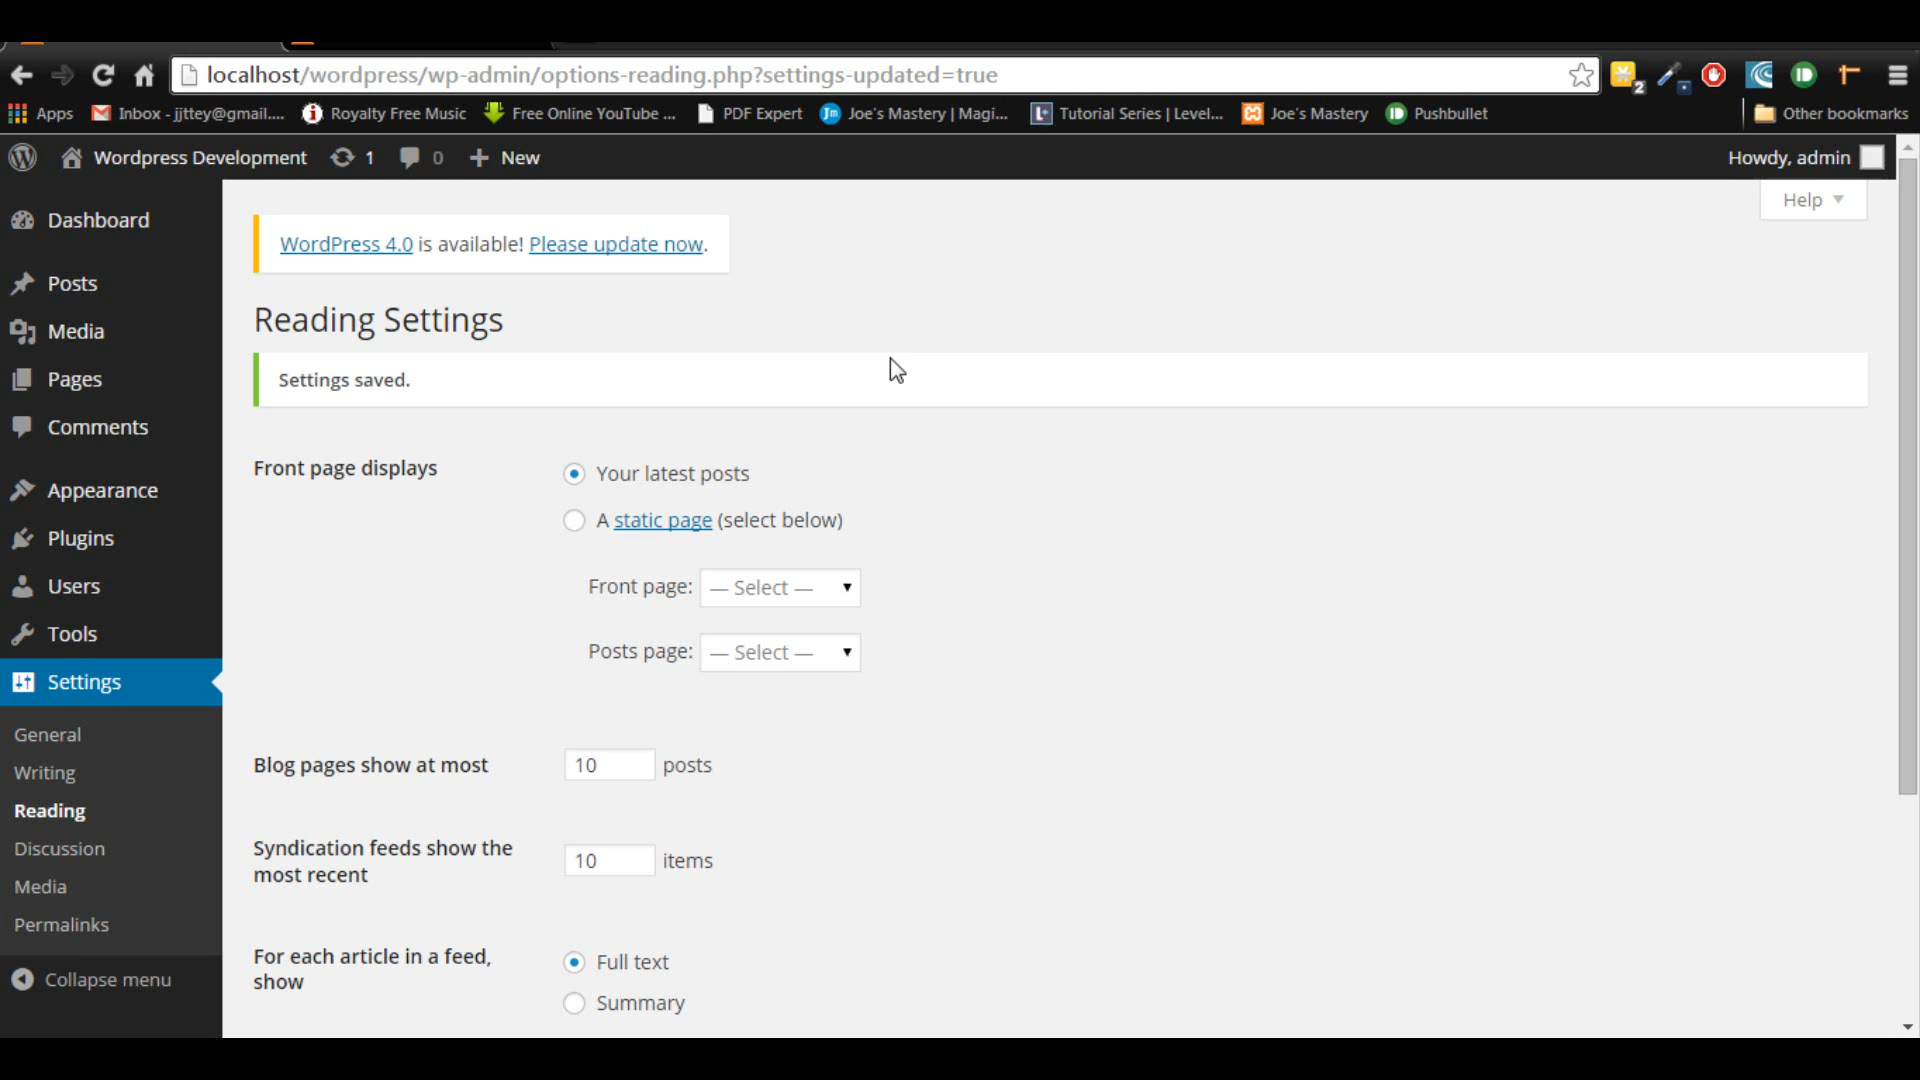 localhost/wordpress/wp-admin/options-reading.php?settings-updated=true
2
Apps Inbox - jjttey@gmail.... Royalty Free Music Free Online YouTube ... PDF Expert Jm Joe's Mastery | Magi... L+ Tutorial Series | Level... Joe's Mastery Pushbullet Other bookmarks
Wordpress Development 1 0 New Howdy, admin
Help
Dashboard
Posts
Media
Pages
Comments
Appearance
Plugins
Users
Tools
Settings
General
Writing
Reading
Discussion
Media
Permalinks
Collapse menu
WordPress 4.0 is available! Please update now.
Reading Settings
Settings saved.
Front page displays
Your latest posts
A static page (select below)
Front page: — Select —
Posts page: — Select —
Blog pages show at most 10 posts
Syndication feeds show the
most recent
10 items
For each article in a feed,
show
Full text
Summary